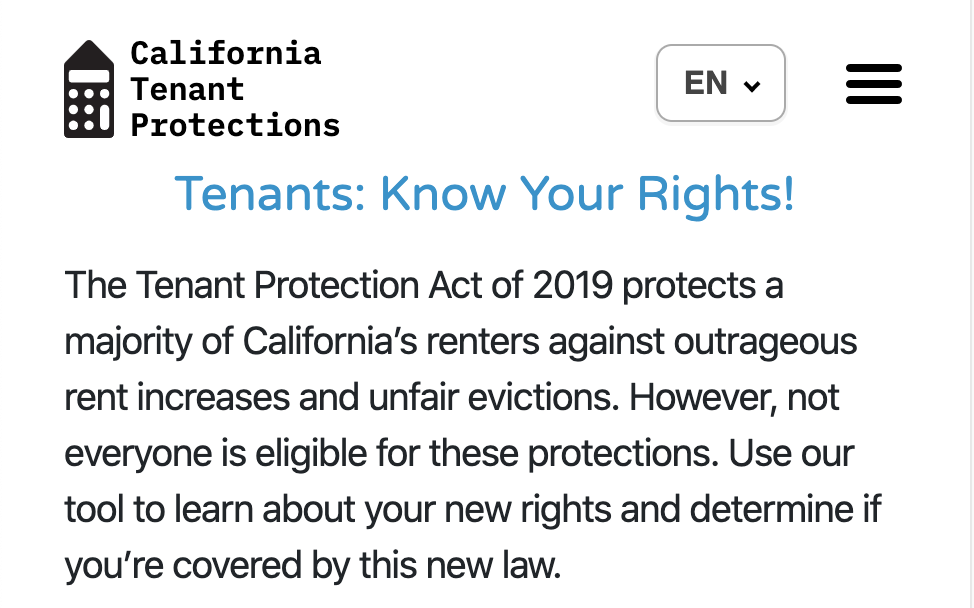 California
Tenant
Protections
EN
Tenants: Know Your Rights!
The Tenant Protection Act of 2019 protects a
majority of California’s renters against outrageous
rent increases and unfair evictions. However, not
everyone is eligible for these protections. Use our
tool to learn about your new rights and determine if
you’re covered by this new law.